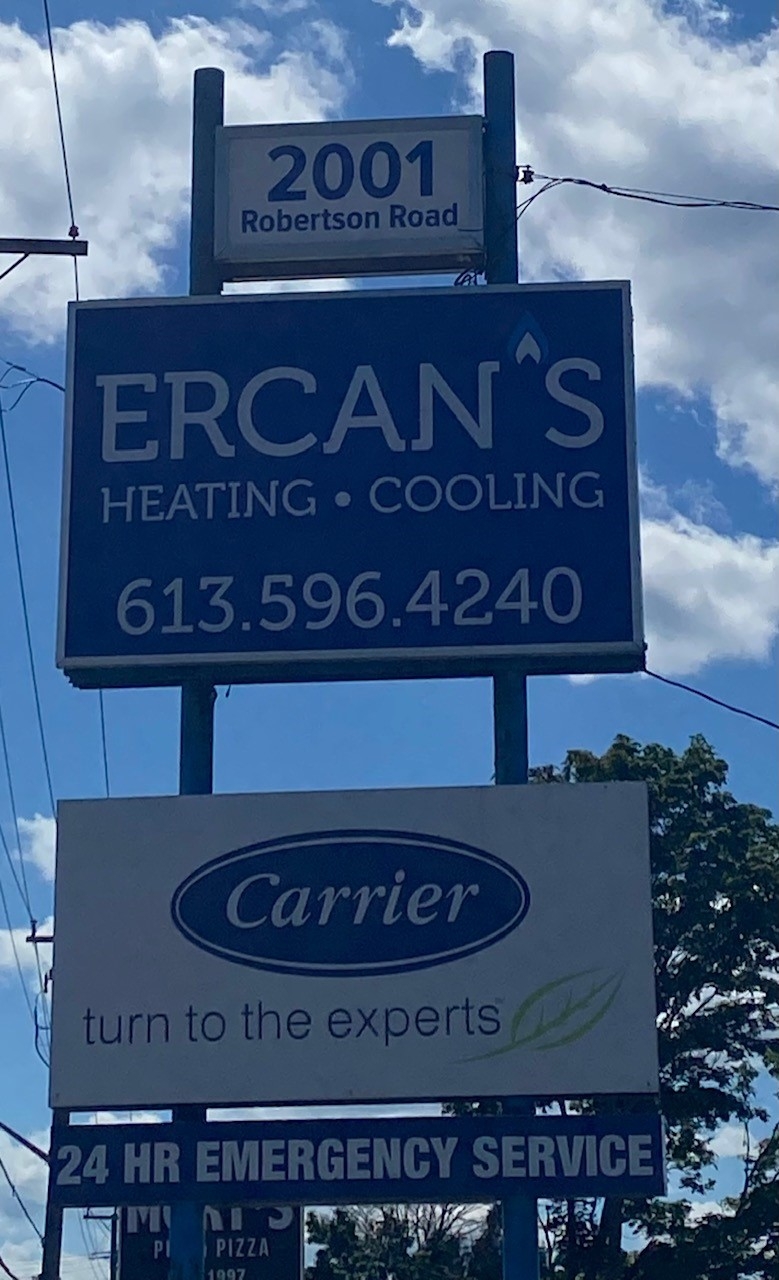 2001
Robertson Road
ERCAN'S
HEATING • COOLING
613.596.4240
Carrier
turn to the experts
24 HR EMERGENCY SERVICE
PIZZA
1997